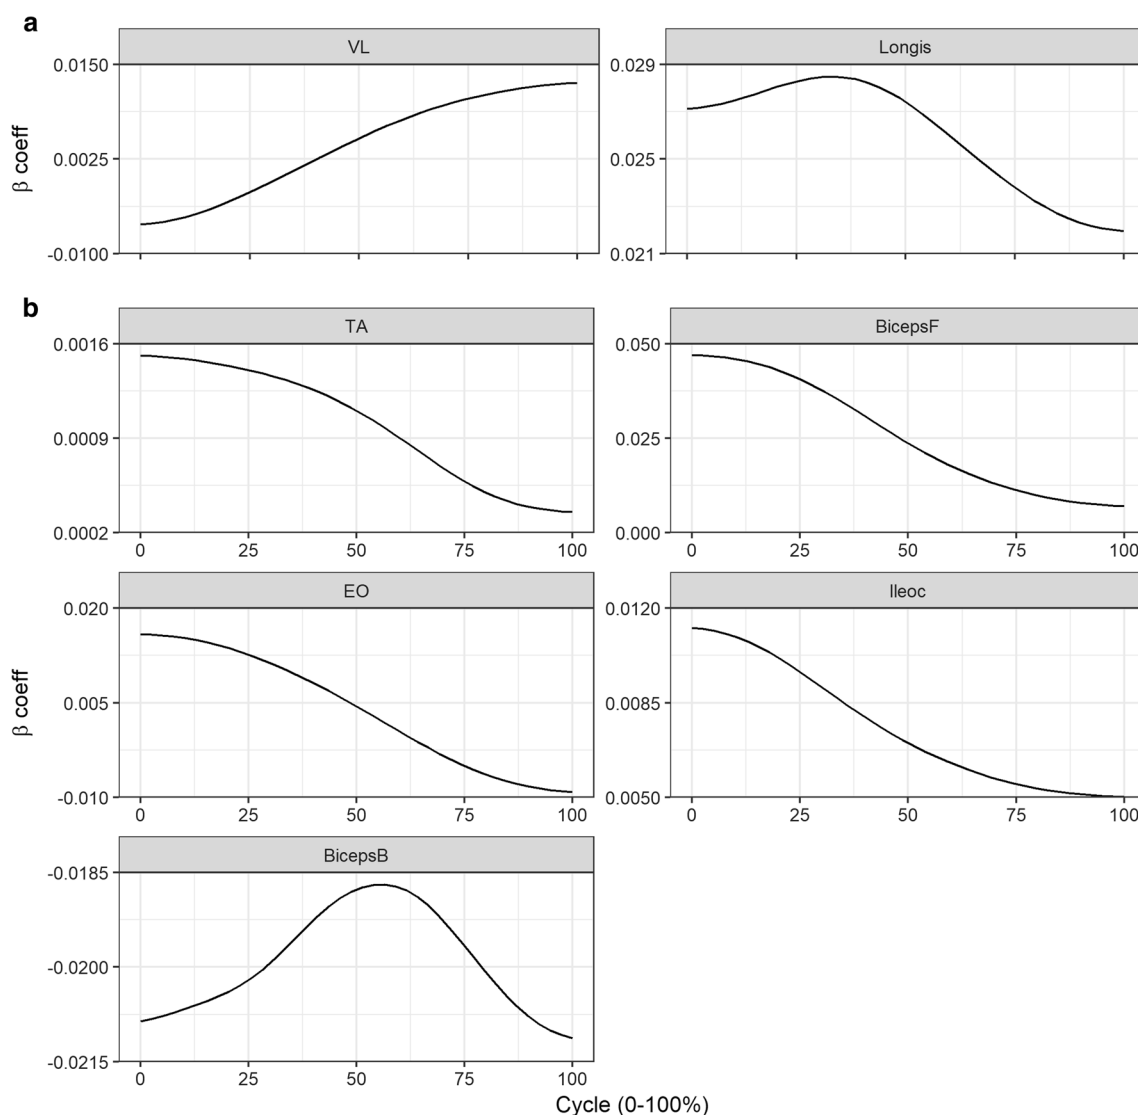 a
VL
Longis
0.0150
0.0025
-0.0100
0.029
0.025
0.021
β coeff
b
TA
BicepsF
0.0016
0.0009
0.0002
0.050
0.025
0.000
0 25 50 75 100
0 25 50 75 100
EO
Ileoc
0.020
0.005
-0.010
0.0120
0.0085
0.0050
0 25 50 75 100
0 25 50 75 100
β coeff
BicepsB
-0.0185
-0.0200
-0.0215
0 25 50 75 100
Cycle (0-100%)